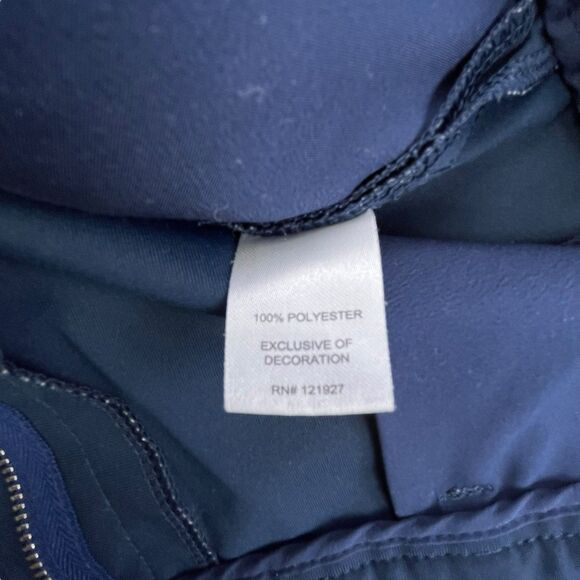 100% POLYESTER
EXCLUSIVE OF
DECORATION
RN# 121927